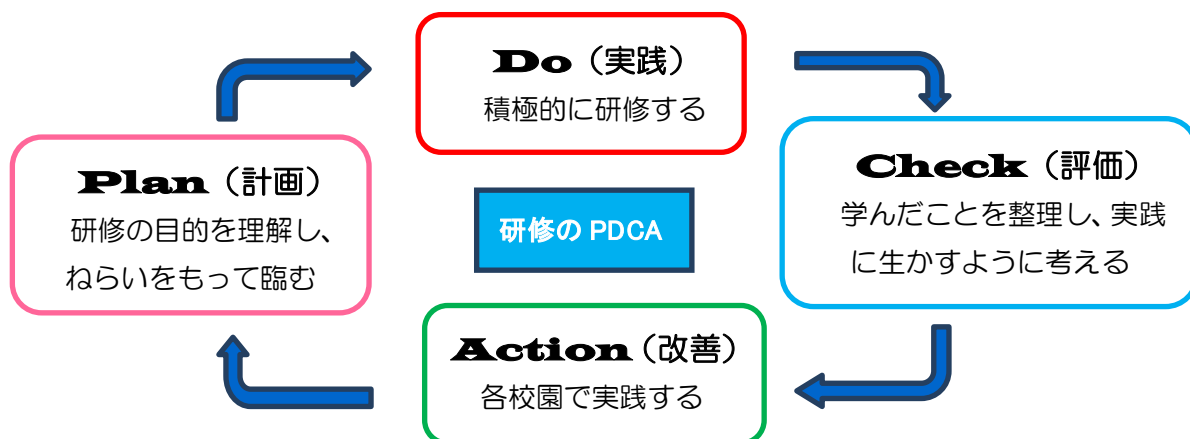 Do（実践）
積極的に研修する
Plan（計画）
研修の目的を理解し、
ねらいをもって臨む
研修の PDCA
Check（評価）
学んだことを整理し、実践
に生かすように考える
Action（改善）
各校園で実践する